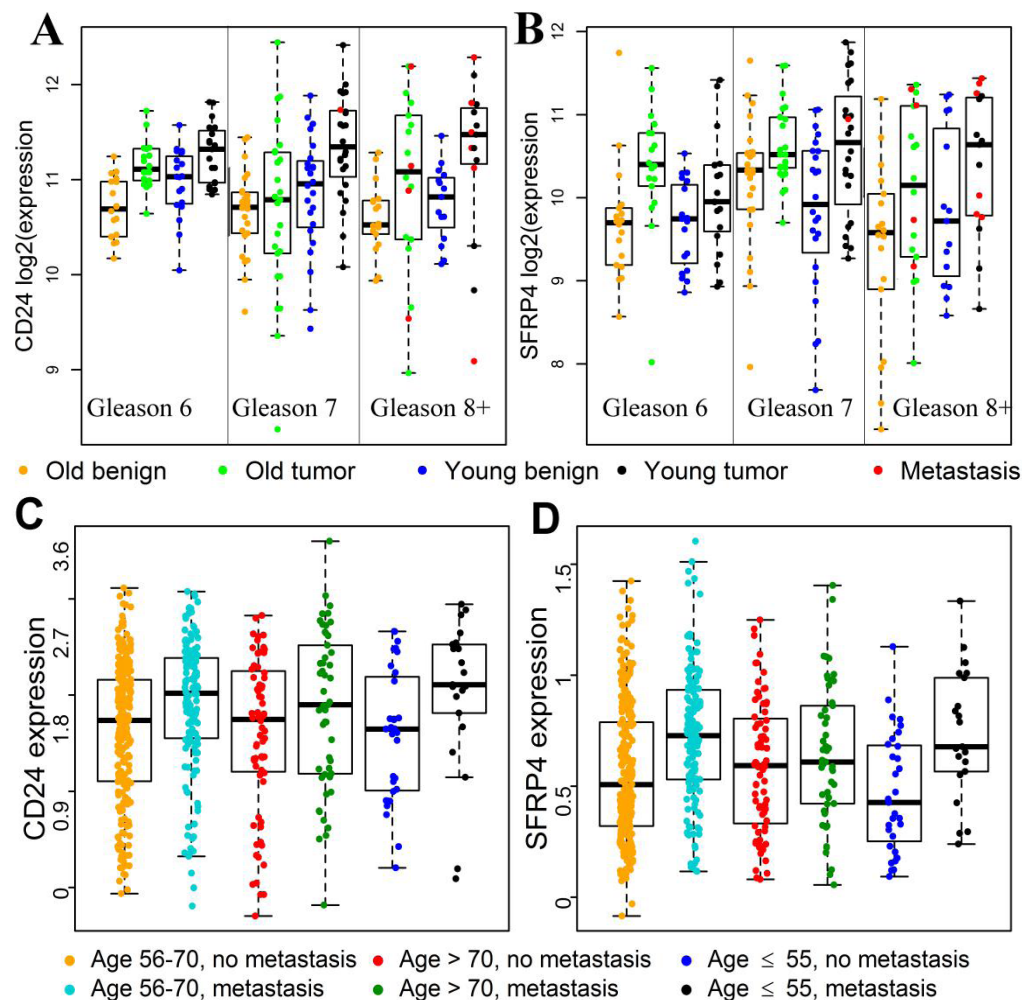 A
B
CD24 log2(expression)
9 10 11 12
Gleason 6 Gleason 7 Gleason 8+
SFRP4 log2(expression)
8 9 10 11 12
Gleason 6 Gleason 7 Gleason 8+
Old benign Old tumor Young benign Young tumor Metastasis
C
D
CD24 expression
0 0.9 1.8 2.7 3.6
SFRP4 expression
0 0.5 1 1.5
Age 56-70, no metastasis Age > 70, no metastasis Age ≤ 55, no metastasis
Age 56-70, metastasis Age > 70, metastasis Age ≤ 55, metastasis